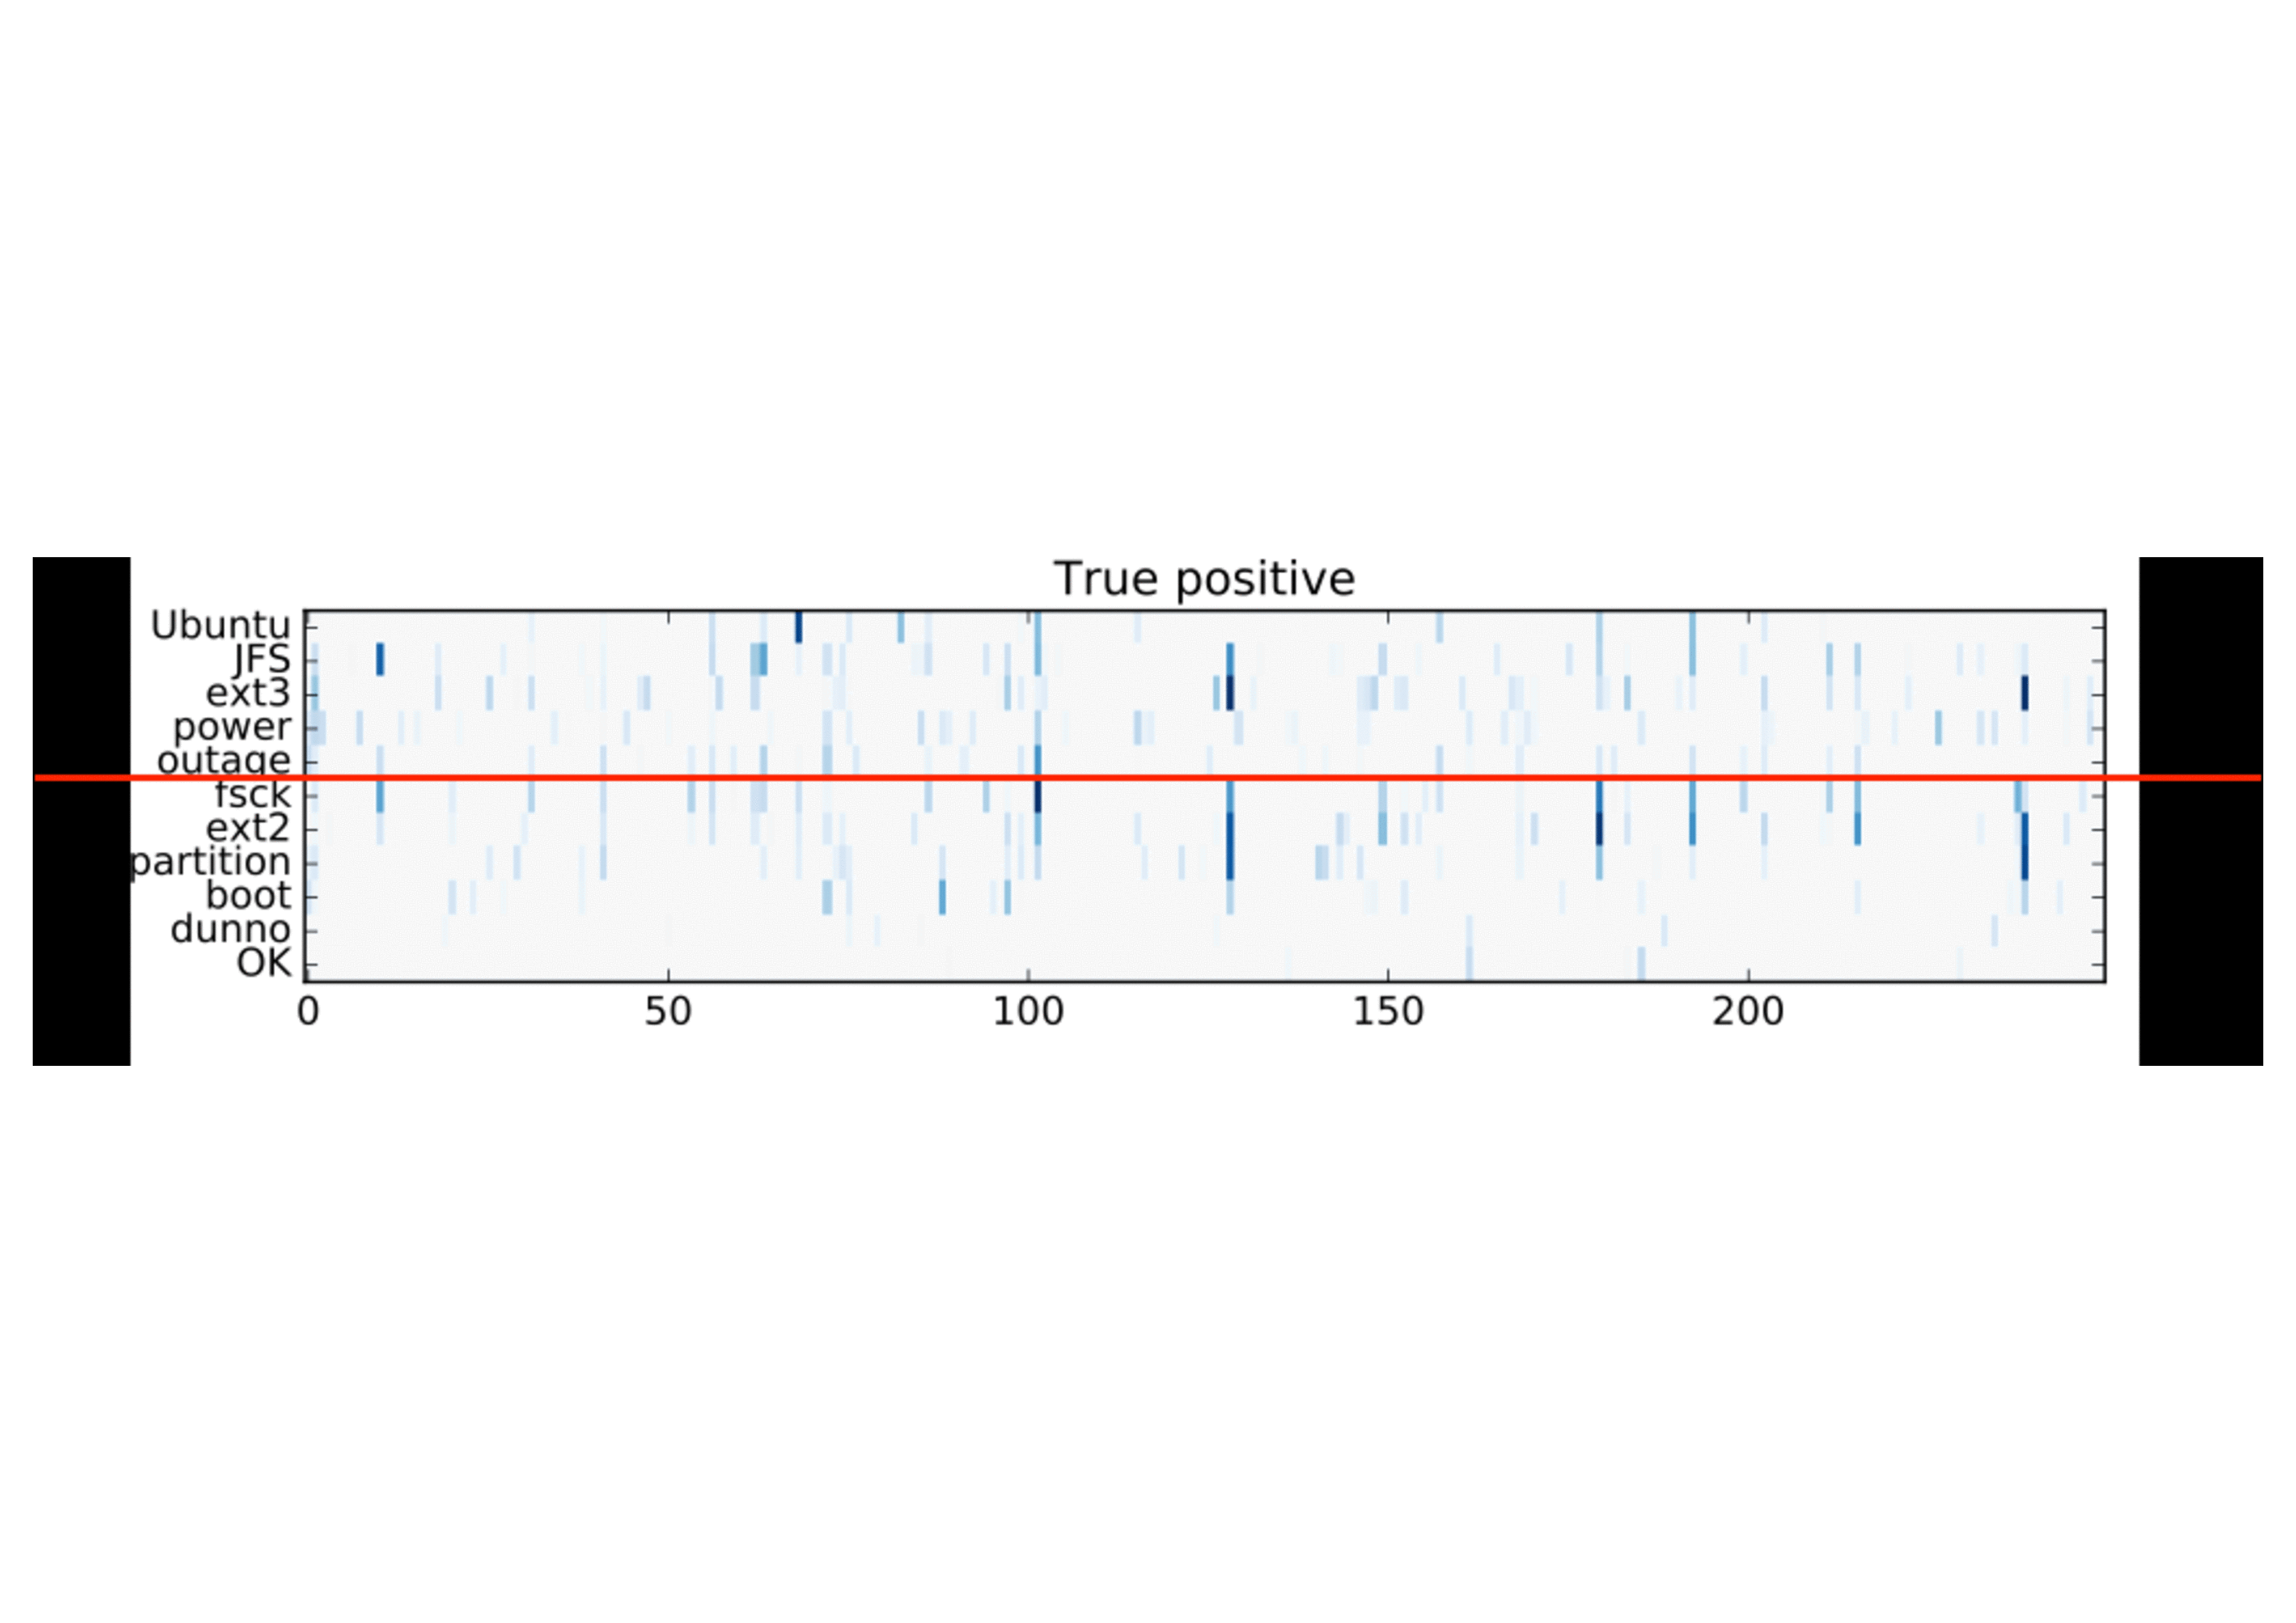 True positive
Ubuntu
JFS
ext3
power
outage
fsck
ext2
partition
boot
dunno
OK
0 50 100 150 200